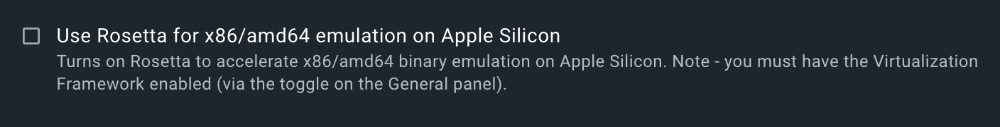 Use Rosetta for x86/amd64 emulation on Apple Silicon
Turns on Rosetta to accelerate x86/amd64 binary emulation on Apple Silicon. Note - you must have the Virtualization
Framework enabled (via the toggle on the General panel).